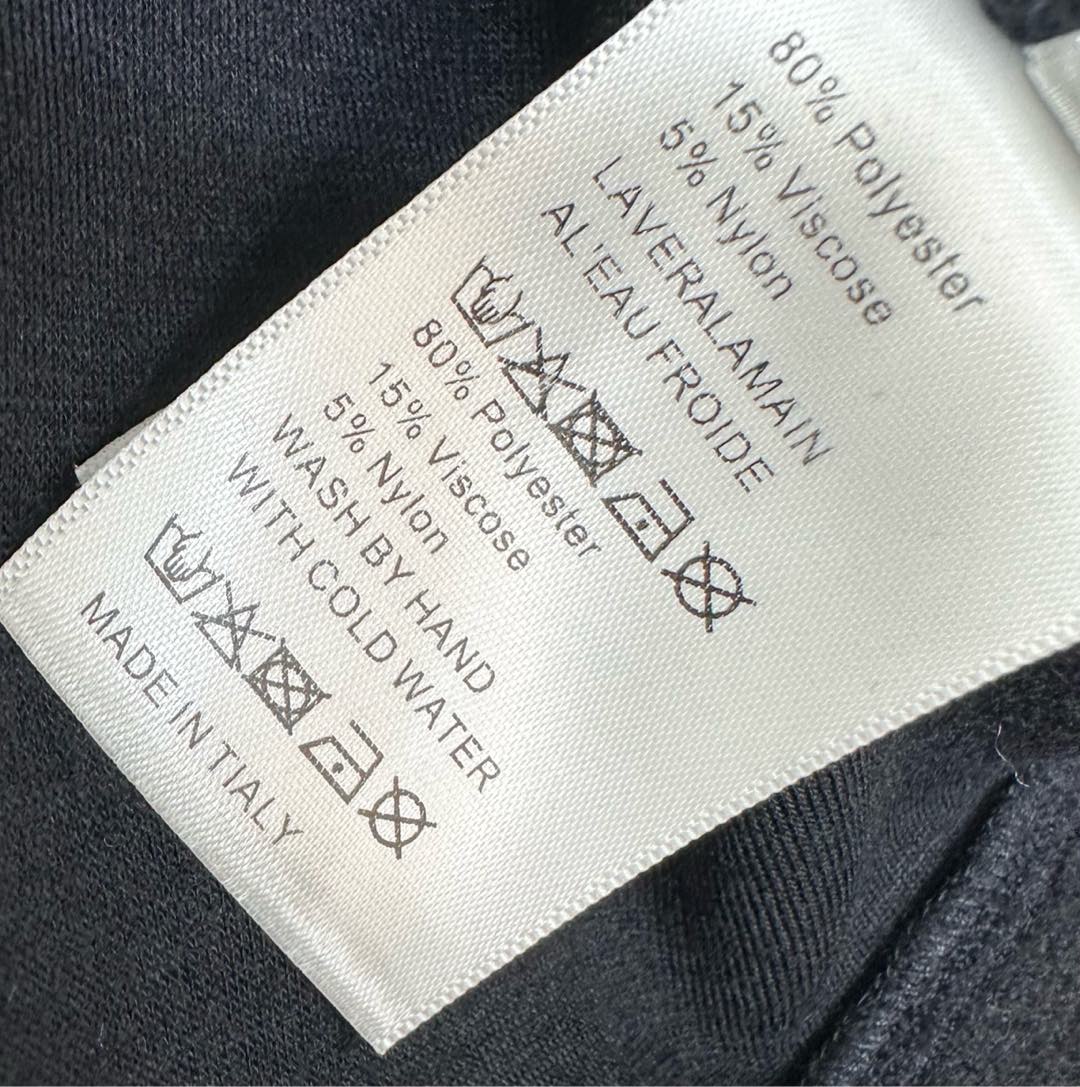 80% Polyester
15% Viscose
5% Nylon
LAVERALAMAIN
AL'EAU FROIDE
80% Polyester
15% Viscose
5% Nylon
WASH BY HAND
WITH COLD WATER
MADE IN TIALY